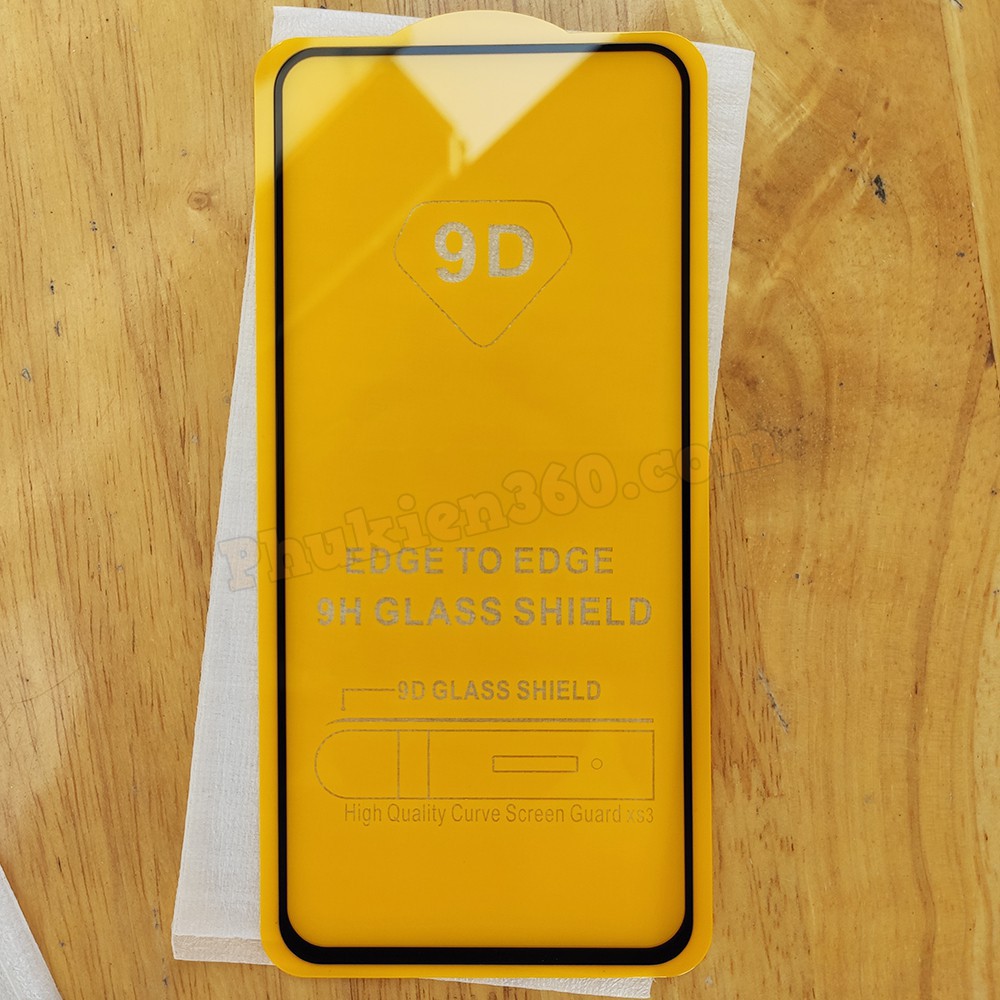 9D
Phukien360.com
EDGE TO EDGE
9H GLASS SHIELD
9D GLASS SHIELD
High Quality Curve Screen Guard xs3